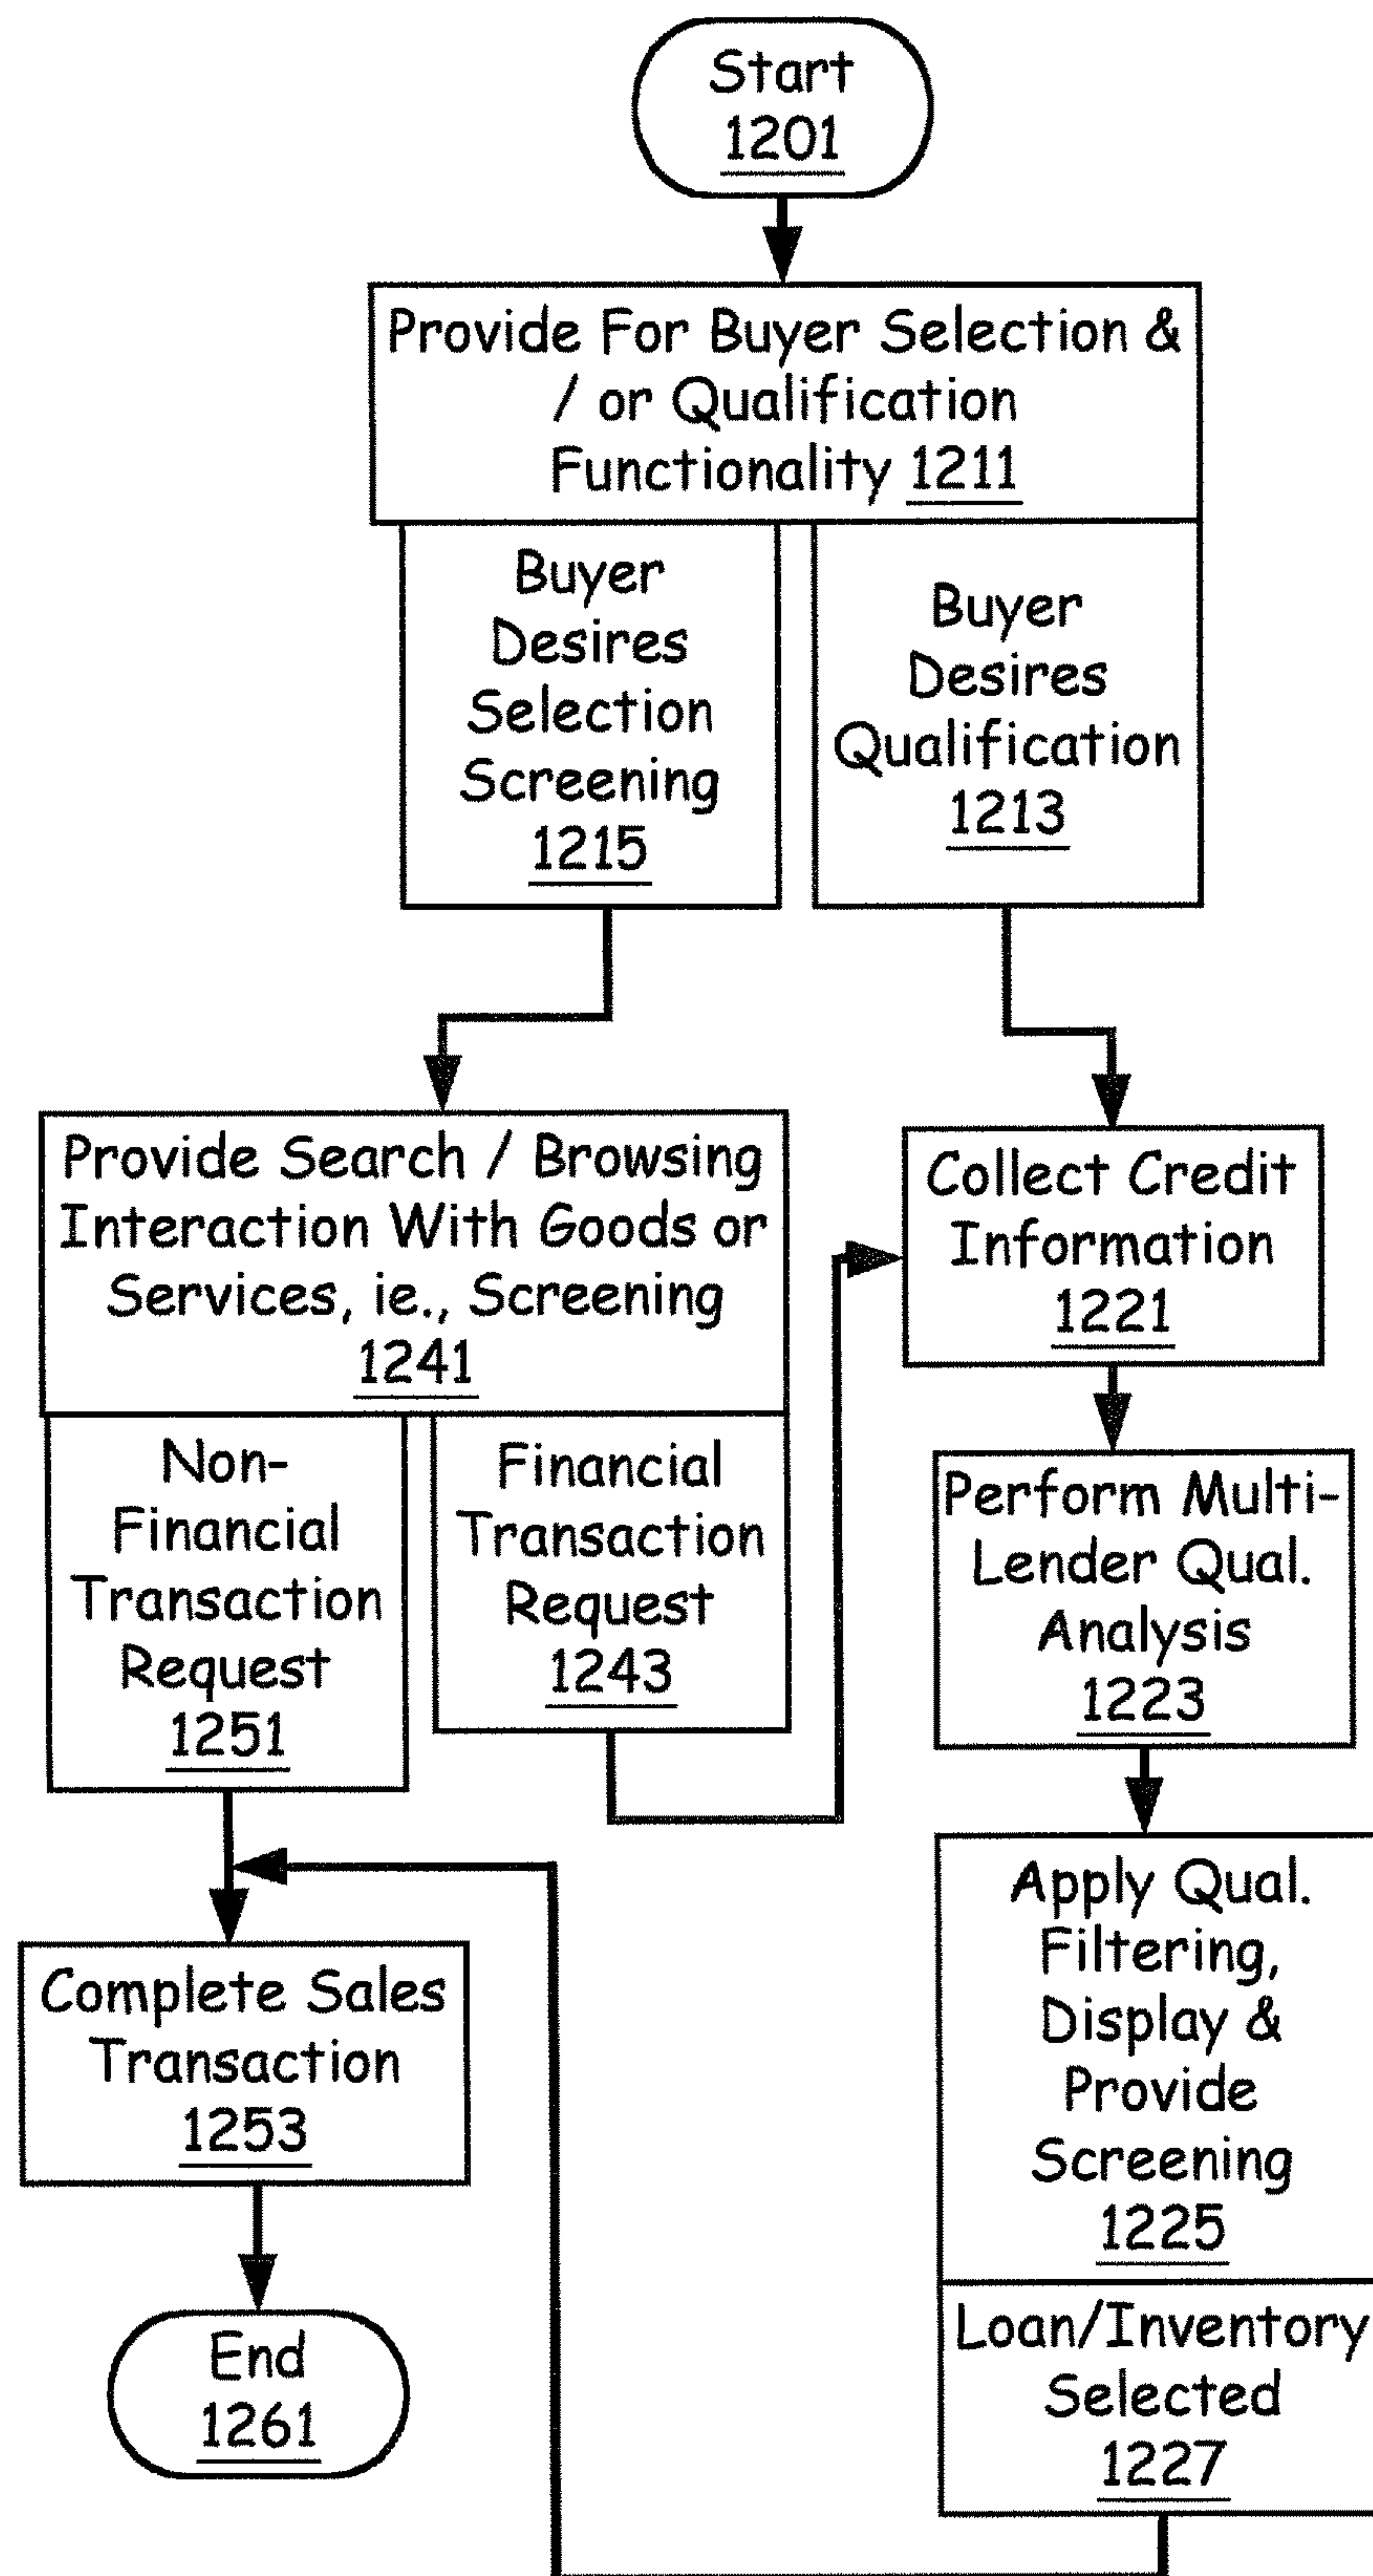 Start
1201
Provide For Buyer Selection &
/ or Qualification
Functionality 1211
Buyer
Desires
Selection
Screening
1215
Buyer
Desires
Qualification
1213
Provide Search / Browsing
Interaction With Goods or
Services, ie., Screening
1241
Non-
Financial
Transaction
Request
1251
Financial
Transaction
Request
1243
Collect Credit
Information
1221
Perform Multi-
Lender Qual.
Analysis
1223
Apply Qual.
Filtering,
Display &
Provide
Screening
1225
Loan/Inventory
Selected
1227
Complete Sales
Transaction
1253
End
1261